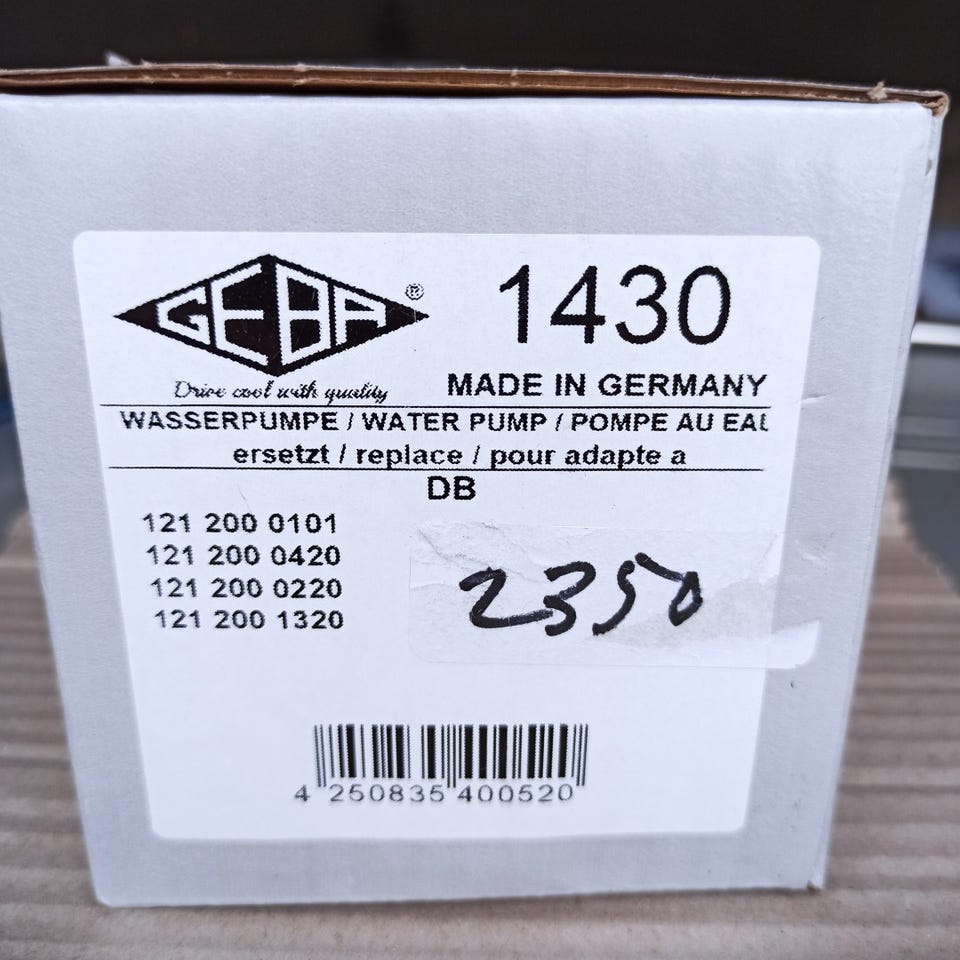 GEBA®
1430
Drive cool with quality
MADE IN GERMANY
WASSERPUMPE / WATER PUMP / POMPE AU EAU
ersetzt / replace / pour adapte a
DB
121 200 0101
121 200 0420
121 200 0220
121 200 1320
2350
4 250835 400520